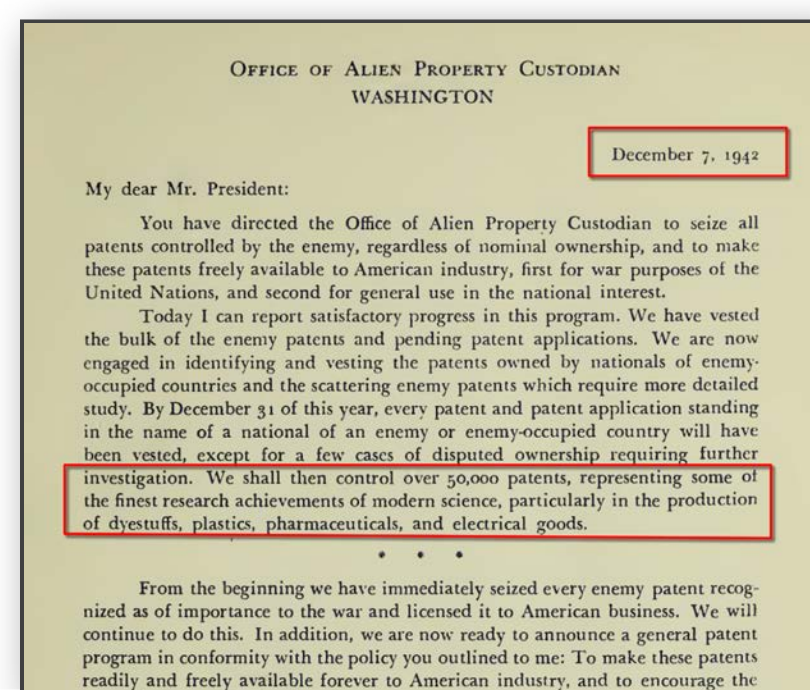 OFFICE OF ALIEN PROPERTY CUSTODIAN
WASHINGTON
December 7, 1942
My dear Mr. President:
You have directed the Office of Alien Property Custodian to seize all
patents controlled by the enemy, regardless of nominal ownership, and to make
these patents freely available to American industry, first for war purposes of the
United Nations, and second for general use in the national interest.
Today I can report satisfactory progress in this program. We have vested
the bulk of the enemy patents and pending patent applications. We are now
engaged in identifying and vesting the patents owned by nationals of enemy-
occupied countries and the scattering enemy patents which require more detailed
study. By December 31 of this year, every patent and patent application standing
in the name of a national of an enemy or enemy-occupied country will have
been vested, except for a few cases of disputed ownership requiring further
investigation. We shall then control over 50,000 patents, representing some of
the finest research achievements of modern science, particularly in the production
of dyestuffs, plastics, pharmaceuticals, and electrical goods.
* * *
From the beginning we have immediately seized every enemy patent recog-
nized as of importance to the war and licensed it to American business. We will
continue to do this. In addition, we are now ready to announce a general patent
program in conformity with the policy you outlined to me: To make these patents
readily and freely available forever to American industry, and to encourage the